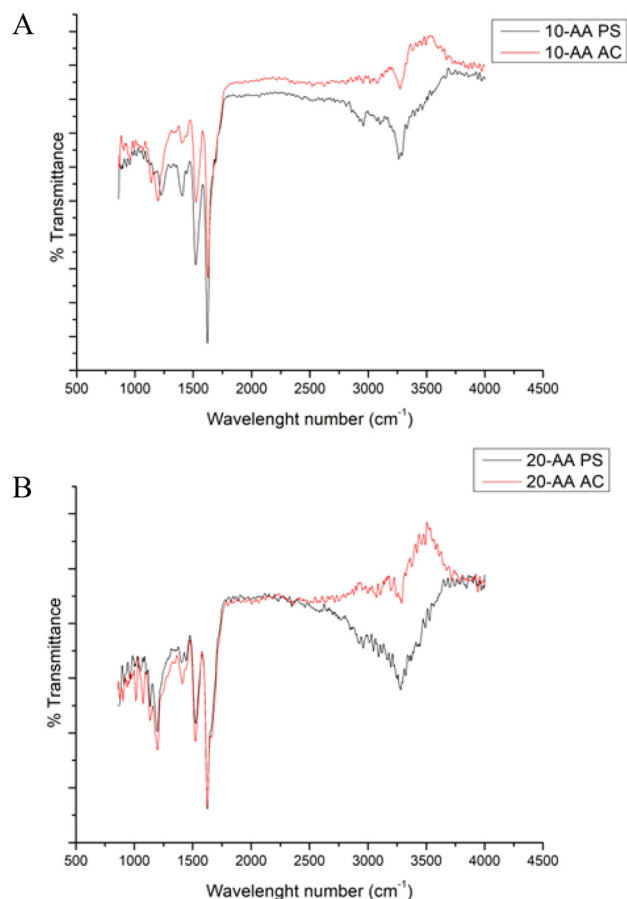 A
10-AA PS
10-AA AC
% Transmittance
500 1000 1500 2000 2500 3000 3500 4000 4500
Wavelenght number (cm⁻¹)
B
20-AA PS
20-AA AC
% Transmittance
500 1000 1500 2000 2500 3000 3500 4000 4500
Wavelenght number (cm⁻¹)